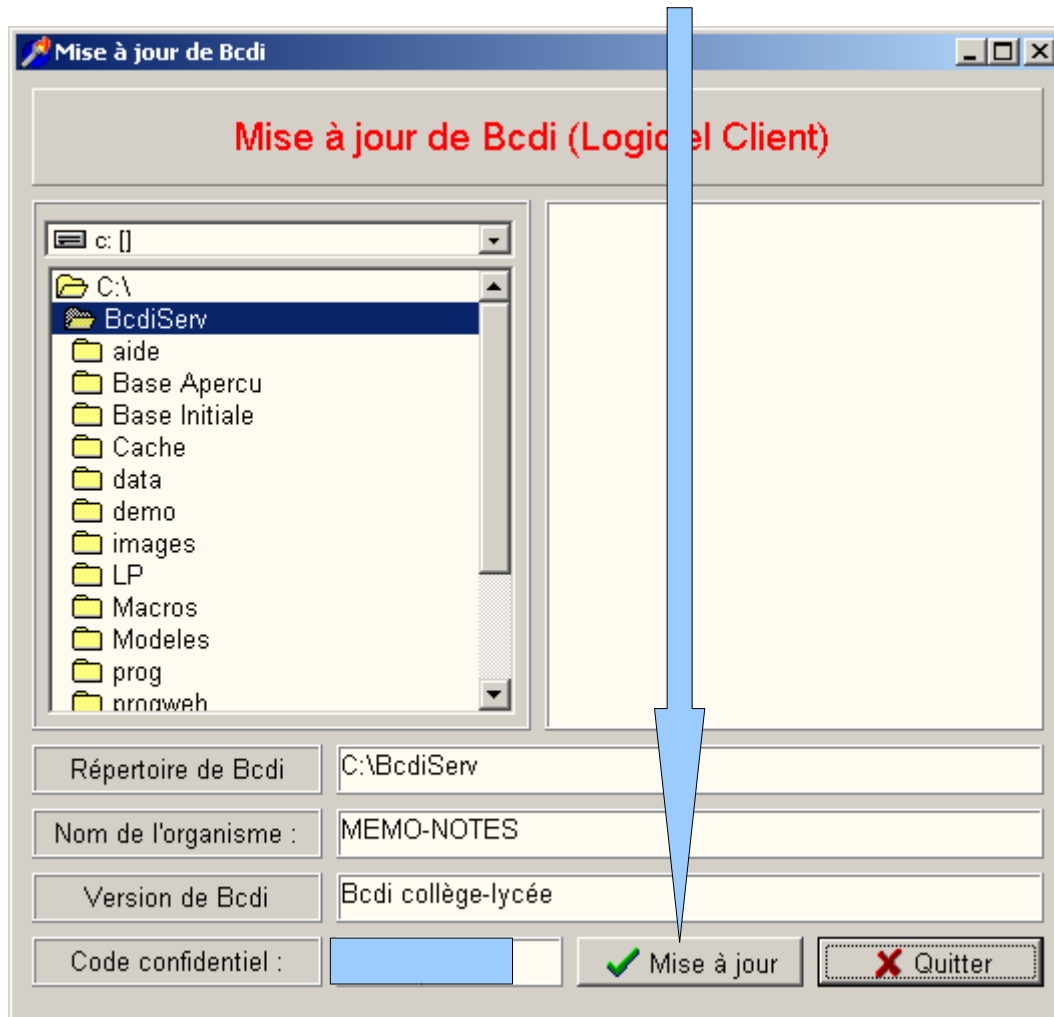 Mise à jour de Bcdi
Mise à jour de Bcdi (Logiciel Client)
c: []
C:\
BcdiServ
aide
Base Apercu
Base Initiale
Cache
data
demo
images
LP
Macros
Modeles
prog
progweb
Répertoire de Bcdi
C:\BcdiServ
Nom de l'organisme :
MEMO-NOTES
Version de Bcdi
Bcdi collège-lycée
Code confidentiel :
Mise à jour
Quitter